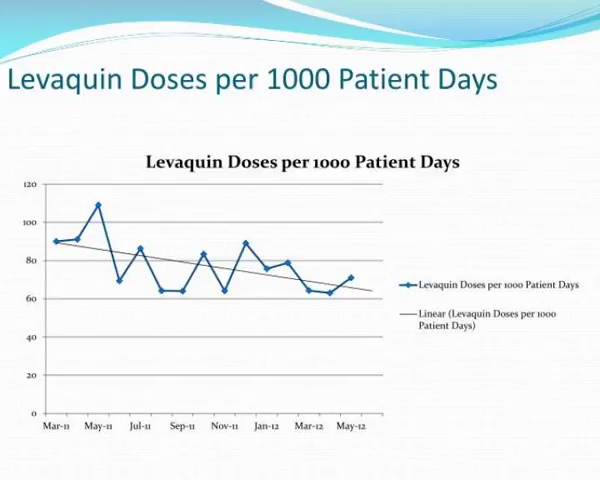 Levaquin Doses per 1000 Patient Days
Levaquin Doses per 1000 Patient Days
120
100
80
60
40
20
0
Mar-11 May-11 Jul-11 Sep-11 Nov-11 Jan-12 Mar-12 May-12
Levaquin Doses per 1000 Patient Days
Linear (Levaquin Doses per 1000
Patient Days)